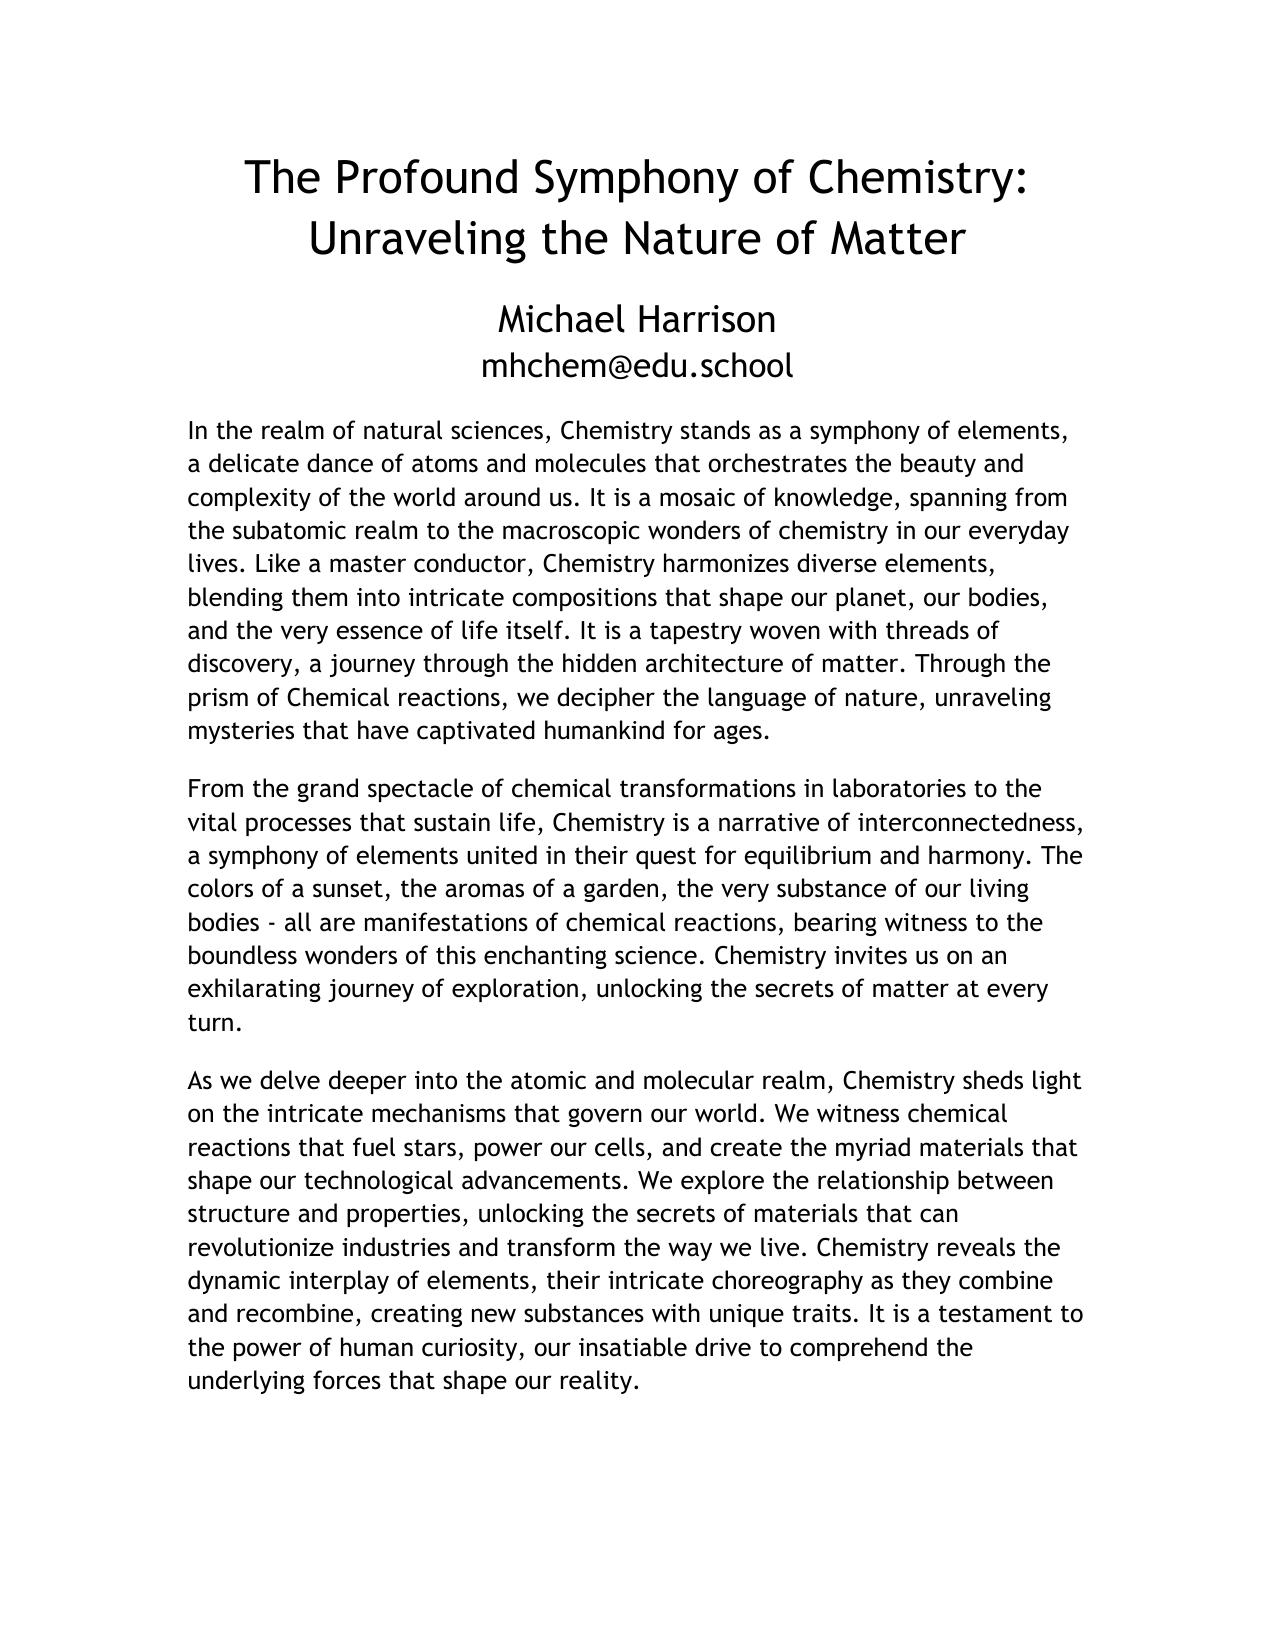 The Profound Symphony of Chemistry:
Unraveling the Nature of Matter
Michael Harrison
mhchem@edu.school
In the realm of natural sciences, Chemistry stands as a symphony of elements,
a delicate dance of atoms and molecules that orchestrates the beauty and
complexity of the world around us. It is a mosaic of knowledge, spanning from
the subatomic realm to the macroscopic wonders of chemistry in our everyday
lives. Like a master conductor, Chemistry harmonizes diverse elements,
blending them into intricate compositions that shape our planet, our bodies,
and the very essence of life itself. It is a tapestry woven with threads of
discovery, a journey through the hidden architecture of matter. Through the
prism of Chemical reactions, we decipher the language of nature, unraveling
mysteries that have captivated humankind for ages.
From the grand spectacle of chemical transformations in laboratories to the
vital processes that sustain life, Chemistry is a narrative of interconnectedness,
a symphony of elements united in their quest for equilibrium and harmony. The
colors of a sunset, the aromas of a garden, the very substance of our living
bodies - all are manifestations of chemical reactions, bearing witness to the
boundless wonders of this enchanting science. Chemistry invites us on an
exhilarating journey of exploration, unlocking the secrets of matter at every
turn.
As we delve deeper into the atomic and molecular realm, Chemistry sheds light
on the intricate mechanisms that govern our world. We witness chemical
reactions that fuel stars, power our cells, and create the myriad materials that
shape our technological advancements. We explore the relationship between
structure and properties, unlocking the secrets of materials that can
revolutionize industries and transform the way we live. Chemistry reveals the
dynamic interplay of elements, their intricate choreography as they combine
and recombine, creating new substances with unique traits. It is a testament to
the power of human curiosity, our insatiable drive to comprehend the
underlying forces that shape our reality.